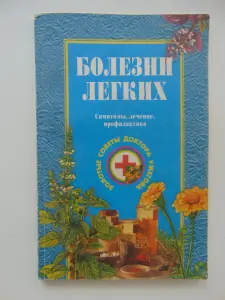 БОЛЕЗНИ
ЛЕГКИХ
Симптомы, лечение,
профилактика
ЗОЛОТЫЕ СОВЕТЫ ДОКТОРА